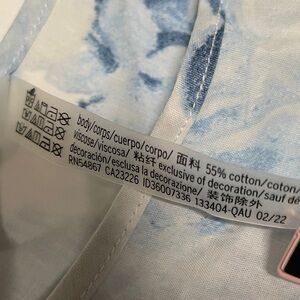 body/corps/cuerpo/corpo/ 面料 55% cotton/coton/
viscose/viscosa/ 粘纤 exclusive of decoration/sauf dé
decoración/esclusa la decorazione/ 装饰除外
RN54867 CA23226 ID36007336 133404-QAU 02/22